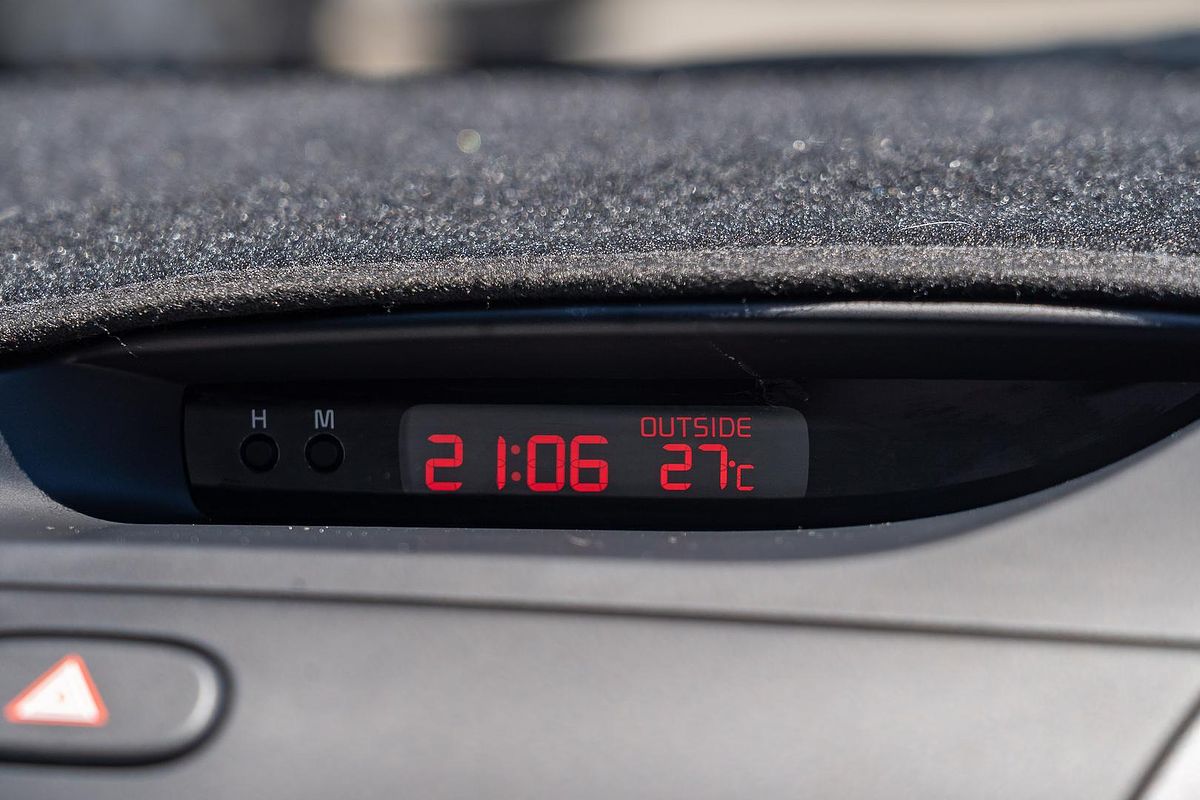 H M
OUTSIDE
21:06 27°C